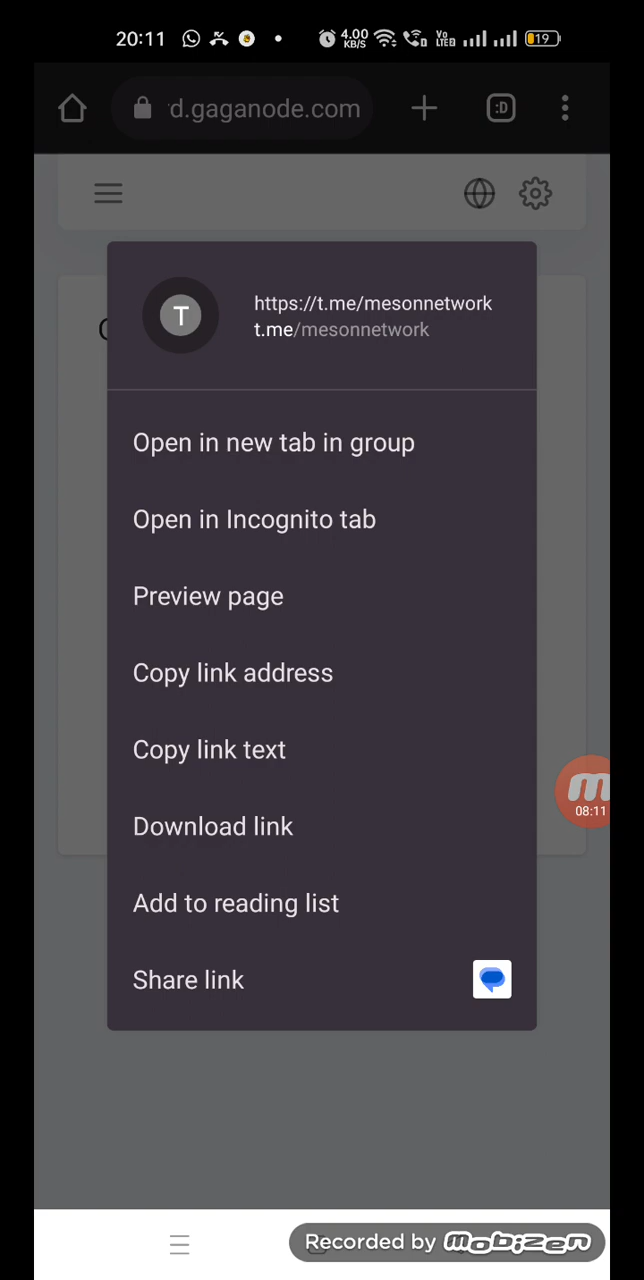 20:11
4.00
KB/S
Vo
LTE2
19
d.gaganode.com
:D
T
https://t.me/mesonnetwork
t.me/mesonnetwork
Open in new tab in group
Open in Incognito tab
Preview page
Copy link address
Copy link text
Download link
08:11
Add to reading list
Share link
Recorded by mobizen